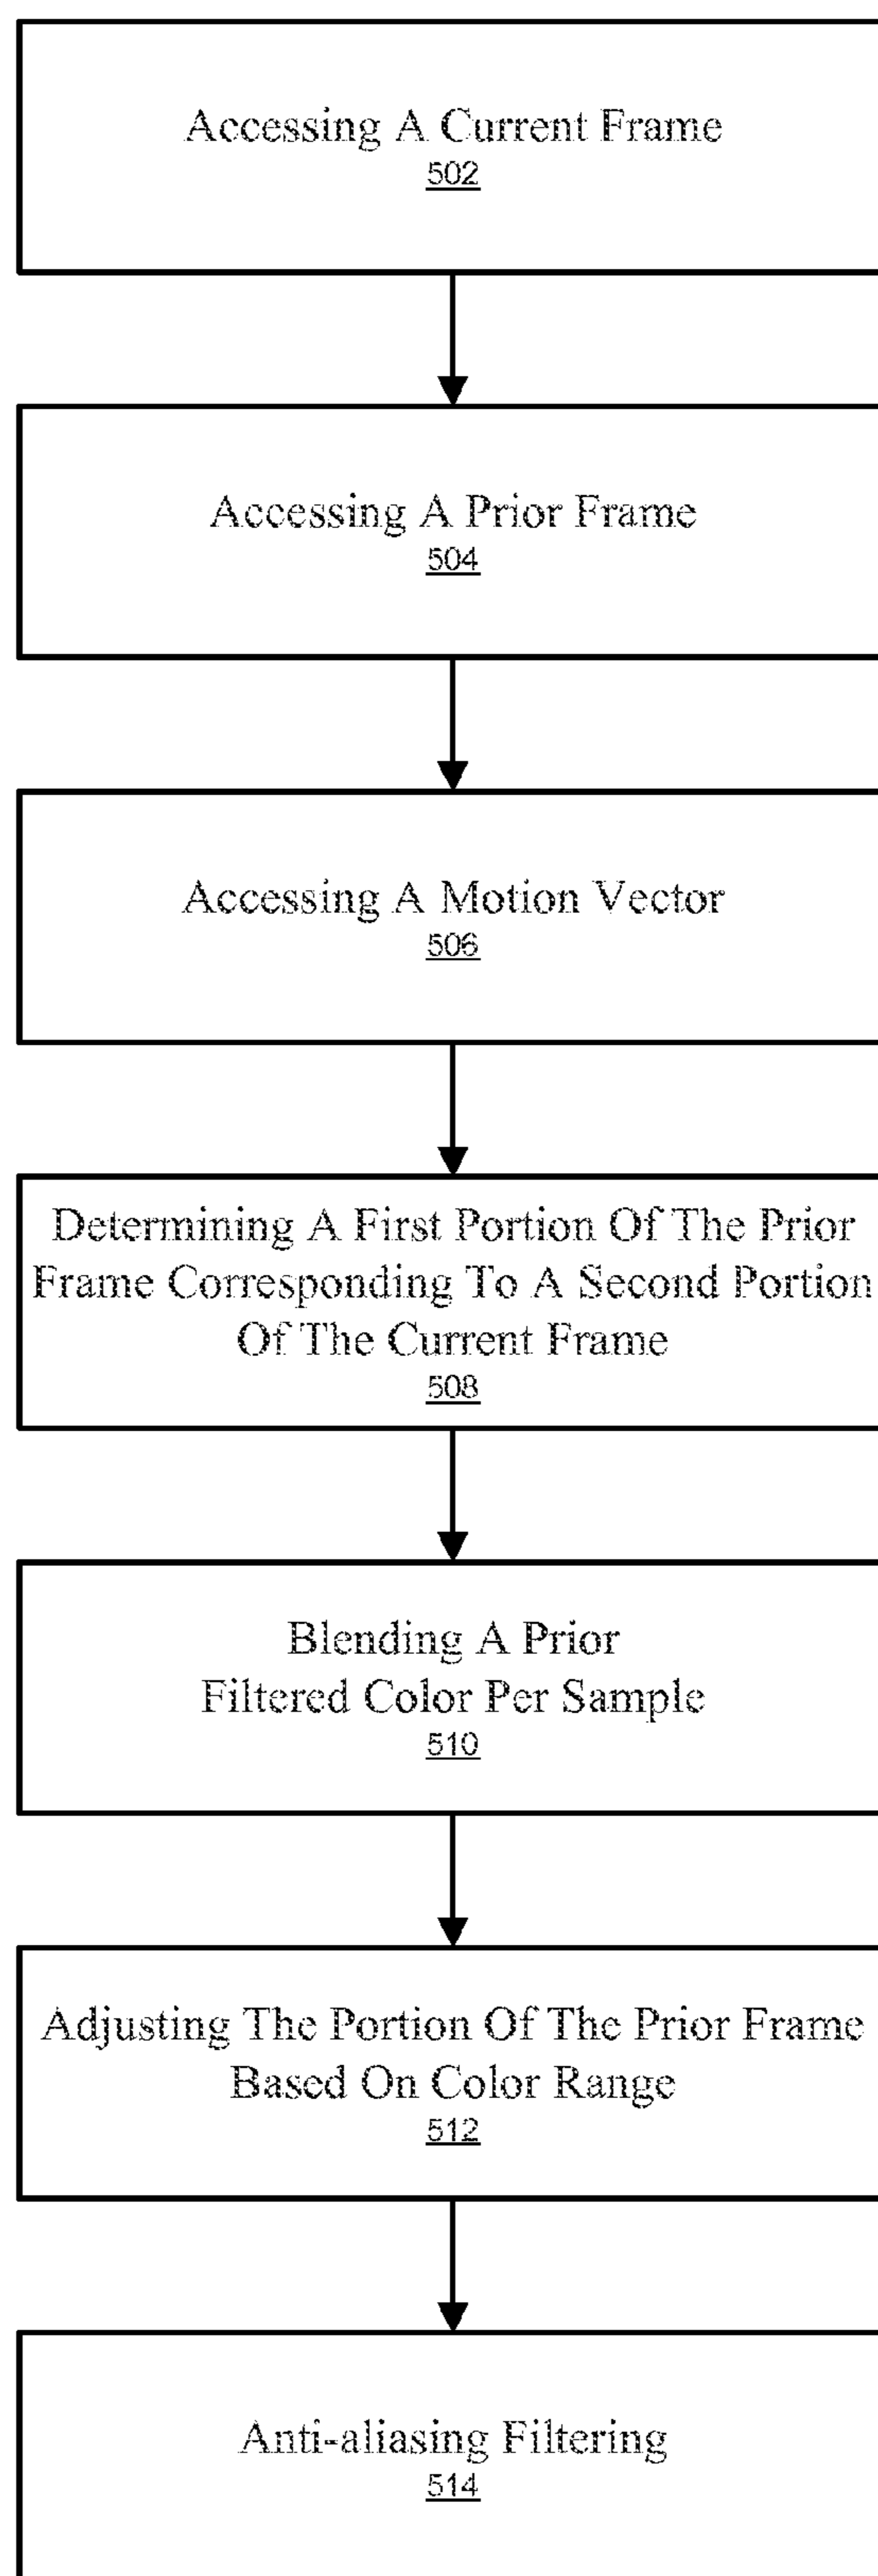 Accessing A Current Frame
502
Accessing A Prior Frame
504
Accessing A Motion Vector
506
Determining A First Portion Of The Prior
Frame Corresponding To A Second Portion
Of The Current Frame
508
Blending A Prior
Filtered Color Per Sample
510
Adjusting The Portion Of The Prior Frame
Based On Color Range
512
Anti-aliasing Filtering
514